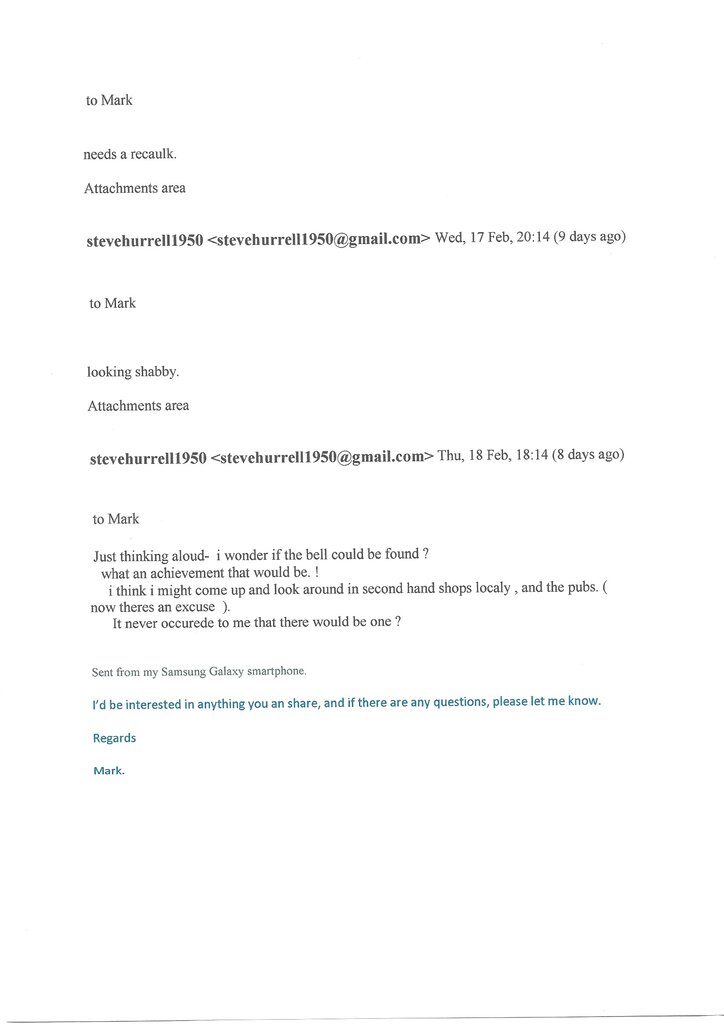 to Mark
needs a recaulk.
Attachments area
stevehurrell1950 <stevehurrell1950@gmail.com> Wed, 17 Feb, 20:14 (9 days ago)
to Mark
looking shabby.
Attachments area
stevehurrell1950 <stevehurrell1950@gmail.com> Thu, 18 Feb, 18:14 (8 days ago)
to Mark
Just thinking aloud- i wonder if the bell could be found ?
what an achievement that would be. !
i think i might come up and look around in second hand shops localy , and the pubs. (
now theres an excuse ).
It never occurede to me that there would be one ?
Sent from my Samsung Galaxy smartphone.
I'd be interested in anything you an share, and if there are any questions, please let me know.
Regards
Mark.